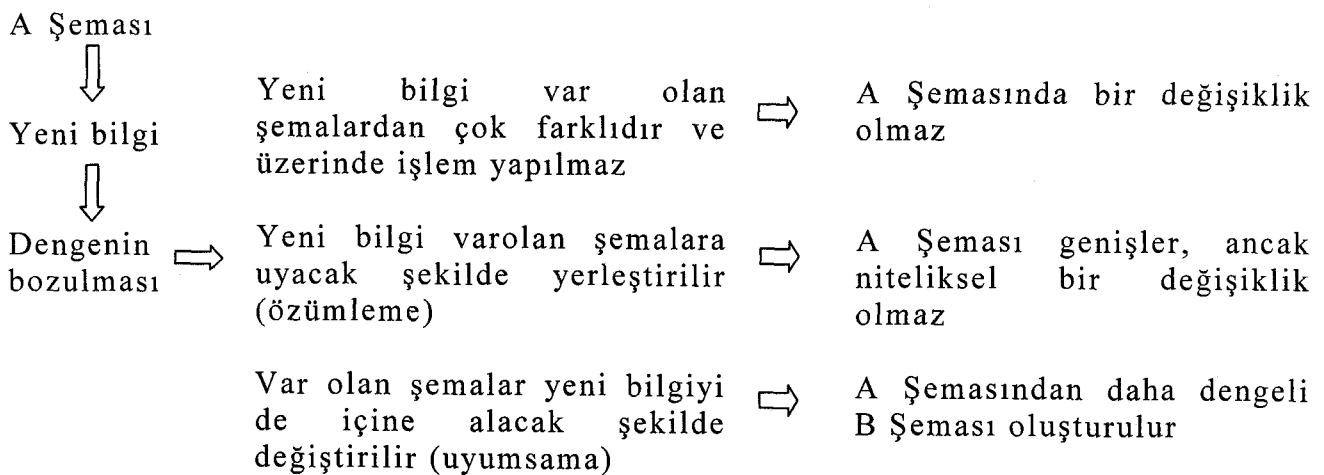 A Şeması
Yeni bilgi
Dengenin
bozulması
Yeni bilgi var olan
şemalardan çok farklıdır ve
üzerinde işlem yapılmaz
A Şemasında bir değişiklik
olmaz
Yeni bilgi varolan şemalara
uyacak şekilde yerleştirilir
(özümleme)
A Şeması genişler, ancak
niteliksel bir değişiklik
olmaz
Var olan şemalar yeni bilgiyi
de içine alacak şekilde
değiştirilir (uyumsama)
A Şemasından daha dengeli
B Şeması oluşturulur